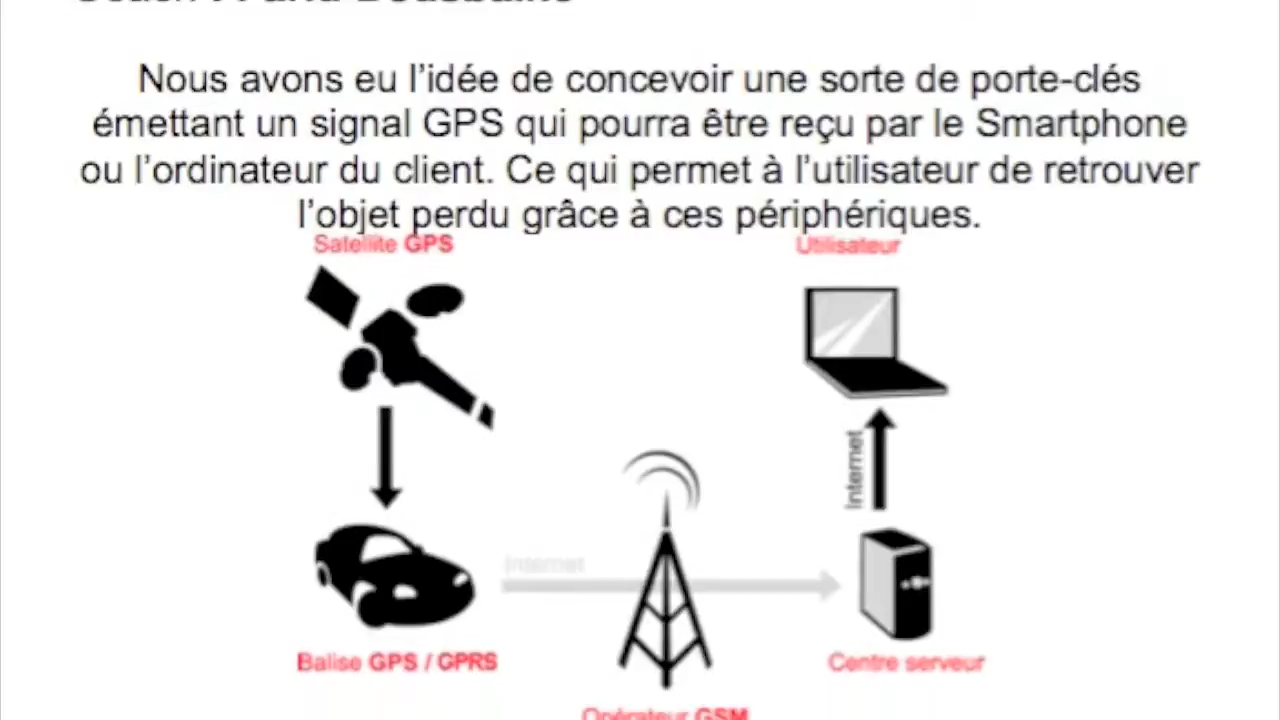 Nous avons eu l'idée de concevoir une sorte de porte-clés
émettant un signal GPS qui pourra être reçu par le Smartphone
ou l'ordinateur du client. Ce qui permet à l'utilisateur de retrouver
l'objet perdu grâce à ces périphériques.
Satellite GPS
Utilisateur
Internet
Internet
Balise GPS / GPRS
Centre serveur
Opérateur GSM